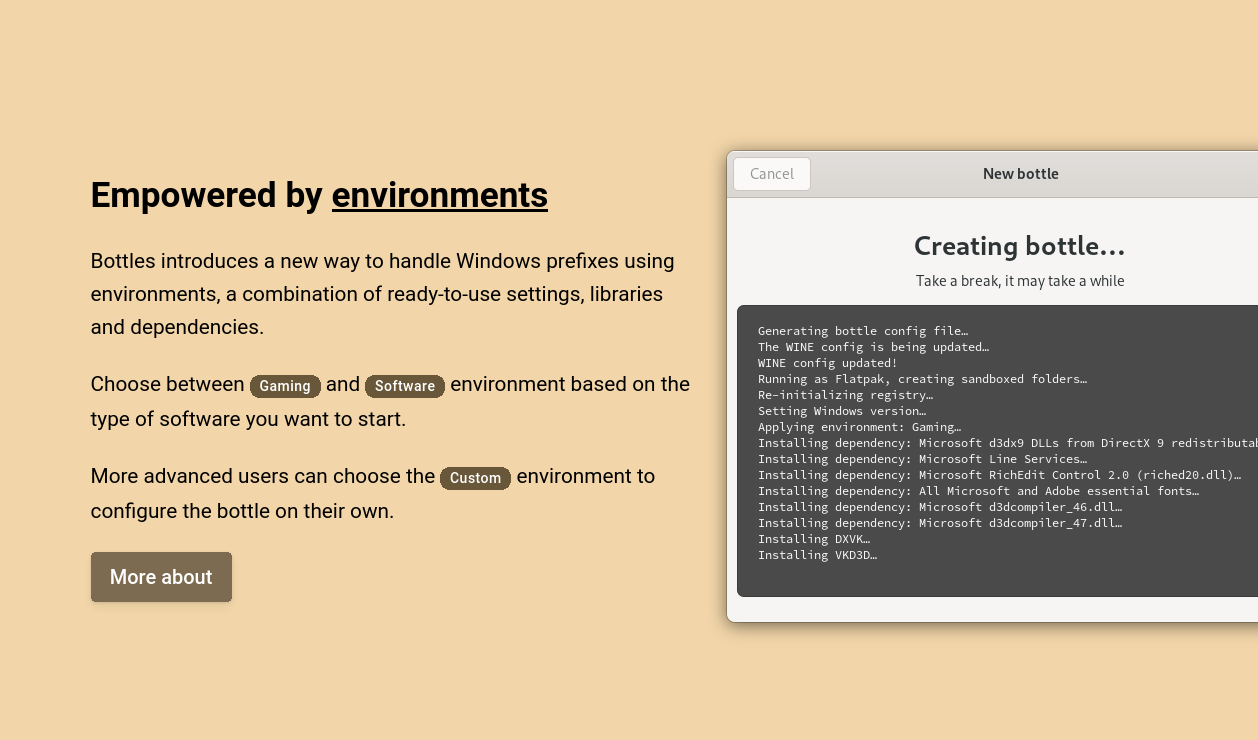 Empowered by environments
Bottles introduces a new way to handle Windows prefixes using
environments, a combination of ready-to-use settings, libraries
and dependencies.
Choose between Gaming and Software environment based on the
type of software you want to start.
More advanced users can choose the Custom environment to
configure the bottle on their own.
More about
Cancel
New bottle
Creating bottle…
Take a break, it may take a while
Generating bottle config file…
The WINE config is being updated…
WINE config updated!
Running as Flatpak, creating sandboxed folders…
Re-initializing registry…
Setting Windows version…
Applying environment: Gaming…
Installing dependency: Microsoft d3dx9 DLLs from DirectX 9
Installing dependency: Microsoft Line Services…
Installing dependency: Microsoft RichEdit Control 2.0 (riched20.dll)…
Installing dependency: All Microsoft and Adobe essential fonts…
Installing dependency: Microsoft d3dcompiler_46.dll…
Installing dependency: Microsoft d3dcompiler_47.dll…
Installing DXVK…
Installing VKD3D…